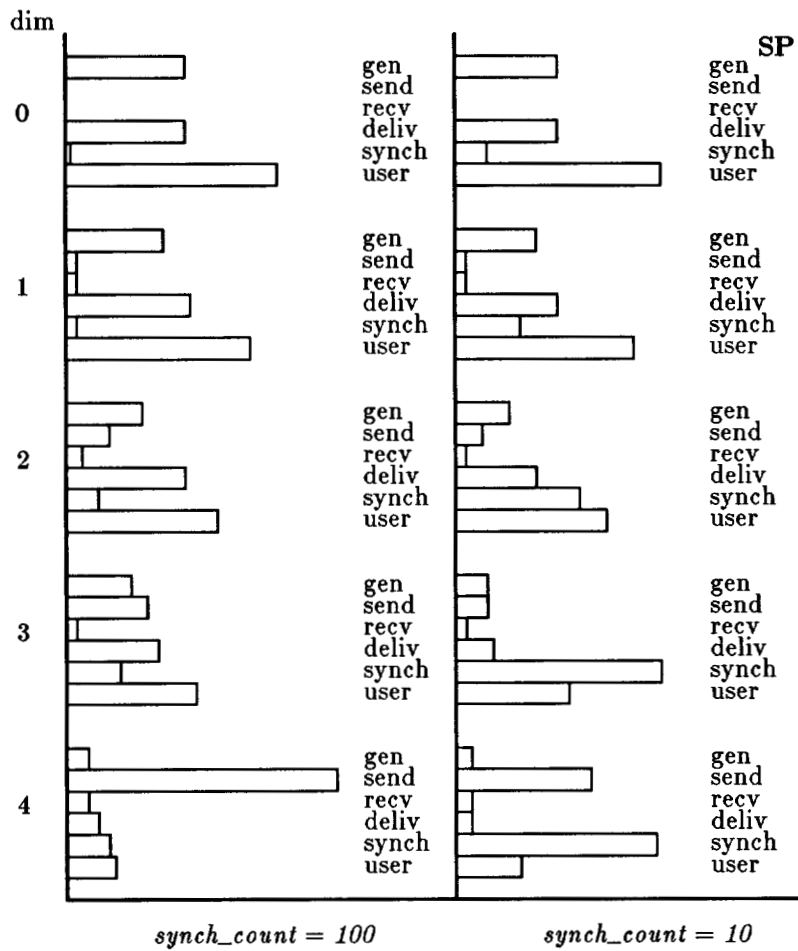 dim
SP
gen gen
send send
0 recv recv
deliv deliv
synch synch
user user
gen gen
send send
1 recv recv
deliv deliv
synch synch
user user
gen gen
send send
2 recv recv
deliv deliv
synch synch
user user
gen gen
send send
3 recv recv
deliv deliv
synch synch
user user
gen gen
send send
4 recv recv
deliv deliv
synch synch
user user
synch_count = 100 synch_count = 10